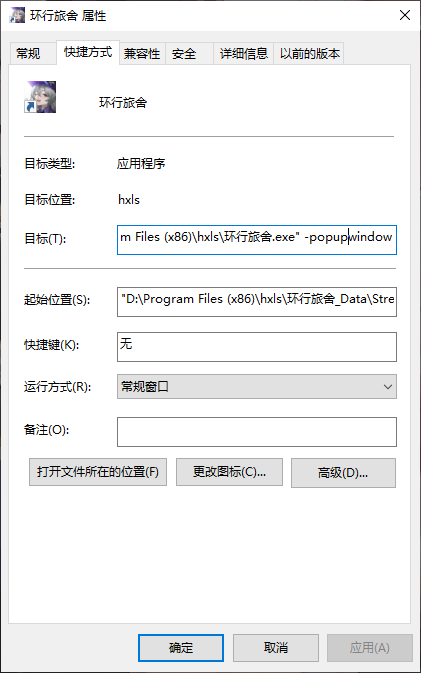 环行旅舍 属性
常规 快捷方式 兼容性 安全 详细信息 以前的版本
环行旅舍
目标类型: 应用程序
目标位置: hxls
目标(T): m Files (x86)\hxls\环行旅舍.exe" -popupwindow
起始位置(S): "D:\Program Files (x86)\hxls\环行旅舍_Data\Stre
快捷键(K): 无
运行方式(R): 常规窗口
备注(O):
打开文件所在的位置(F) 更改图标(C)... 高级(D)...
确定 取消 应用(A)